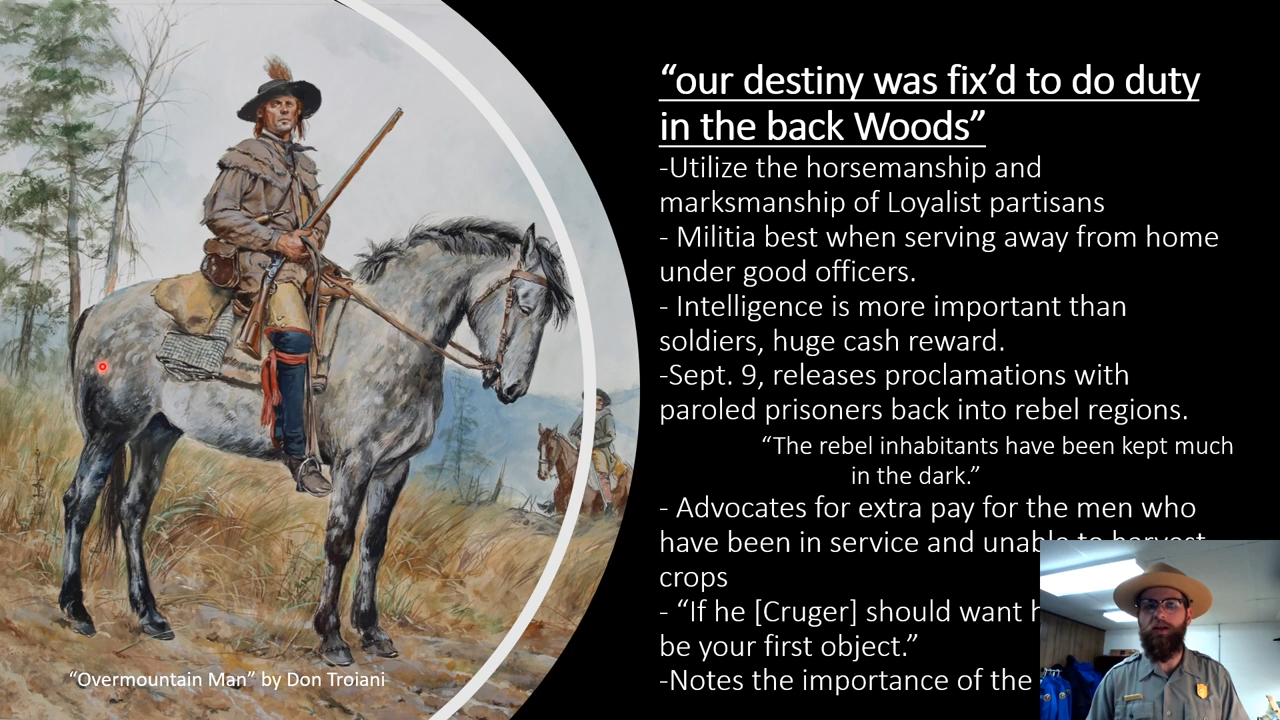 “our destiny was fix’d to do duty
in the back Woods”
-Utilize the horsemanship and
marksmanship of Loyalist partisans
- Militia best when serving away from home
under good officers.
- Intelligence is more important than
soldiers, huge cash reward.
-Sept. 9, releases proclamations with
paroled prisoners back into rebel regions.
“The rebel inhabitants have been kept much
in the dark.”
- Advocates for extra pay for the men who
have been in service and unable to harvest
crops
- “If he [Cruger] should want
be your first object.”
-Notes the importance of the
“Overmountain Man” by Don Troiani